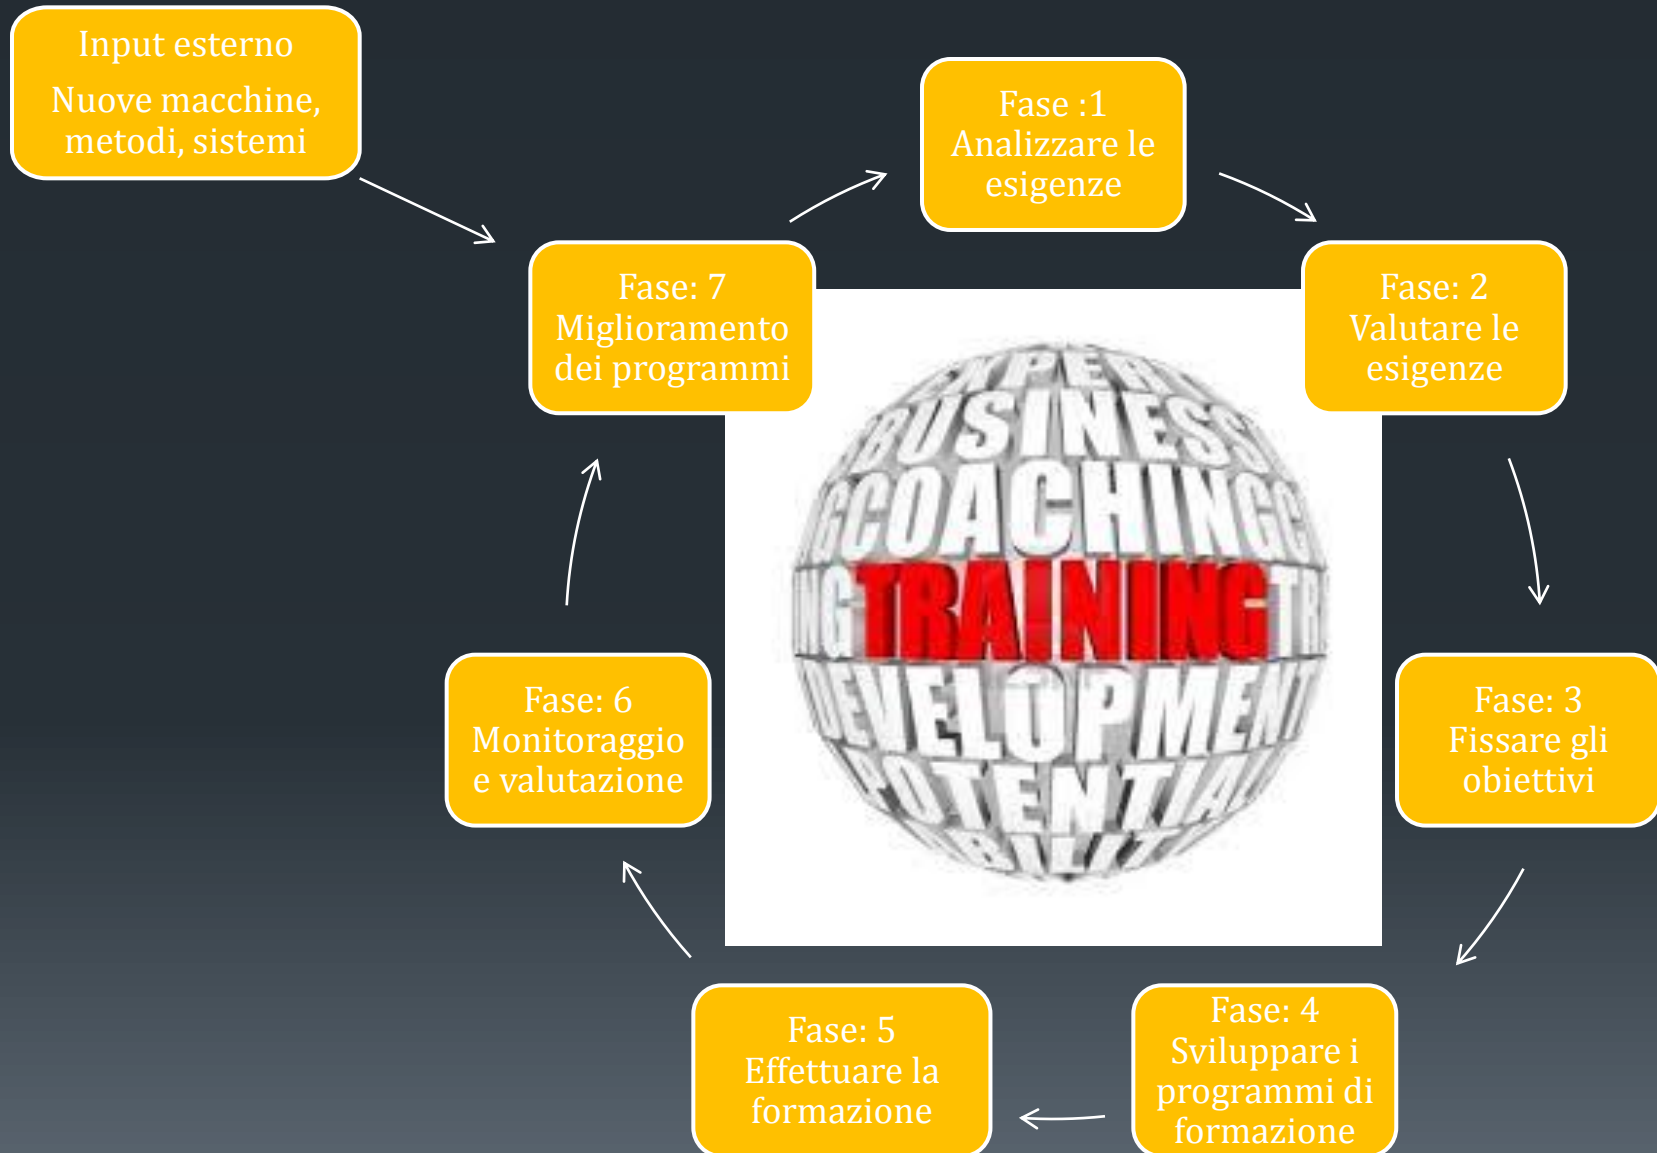 Input esterno
Nuove macchine,
metodi, sistemi
Fase :1
Analizzare le
esigenze
Fase: 2
Valutare le
esigenze
Fase: 3
Fissare gli
obiettivi
Fase: 4
Sviluppare i
programmi di
formazione
Fase: 5
Effettuare la
formazione
Fase: 6
Monitoraggio
e valutazione
Fase: 7
Miglioramento
dei programmi
BUSINESS
COACHING
TRAINING
DEVELOPMENT
POTENTIAL